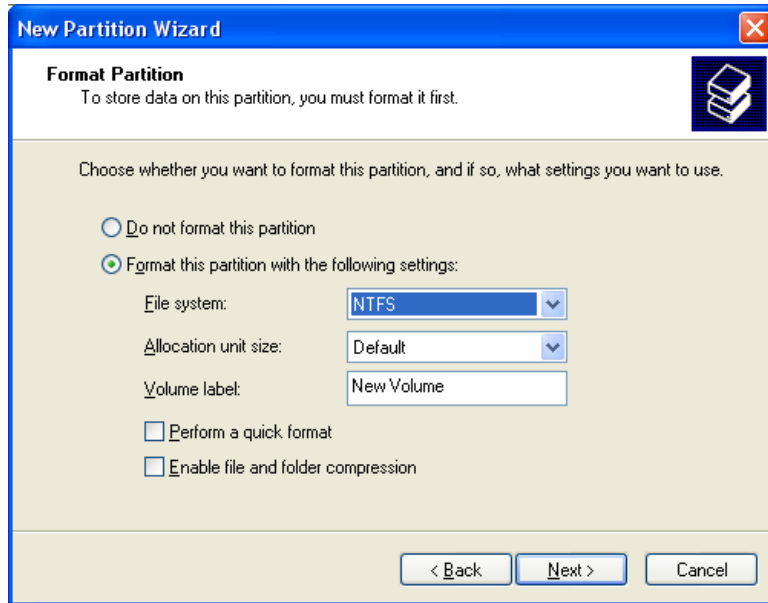 New Partition Wizard
Format Partition
To store data on this partition, you must format it first.
Choose whether you want to format this partition, and if so, what settings you want to use.
Do not format this partition
Format this partition with the following settings:
File system: NTFS
Allocation unit size: Default
Volume label: New Volume
Perform a quick format
Enable file and folder compression
< Back Next > Cancel